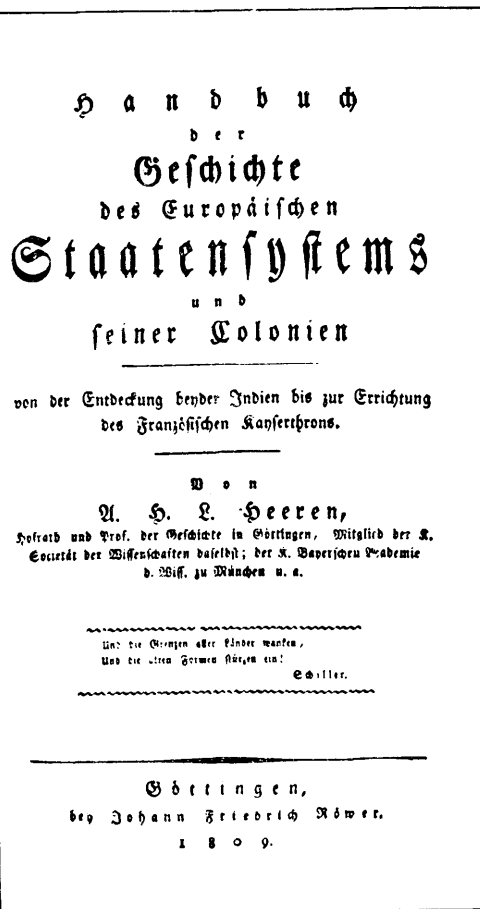 Handbuch
der
Geschichte
des Europäischen
Staatensystems
und
seiner Colonien
von der Entdeckung beyder Indien bis zur Errichtung
des Französischen Kayserthrons.
Von
A. H. L. Heeren,
Hofrath und Prof. der Geschichte in Göttingen, Mitglied der K.
Societät der Wissenschaften daselbst; der K. Bayerschen Academie
d. Wiss. zu München u. a.
Und die Grenzen aller Länder wanken,
Und die alten Formen stürzen ein!
Schiller.
Göttingen,
bey Johann Friedrich Röwer.
1809.